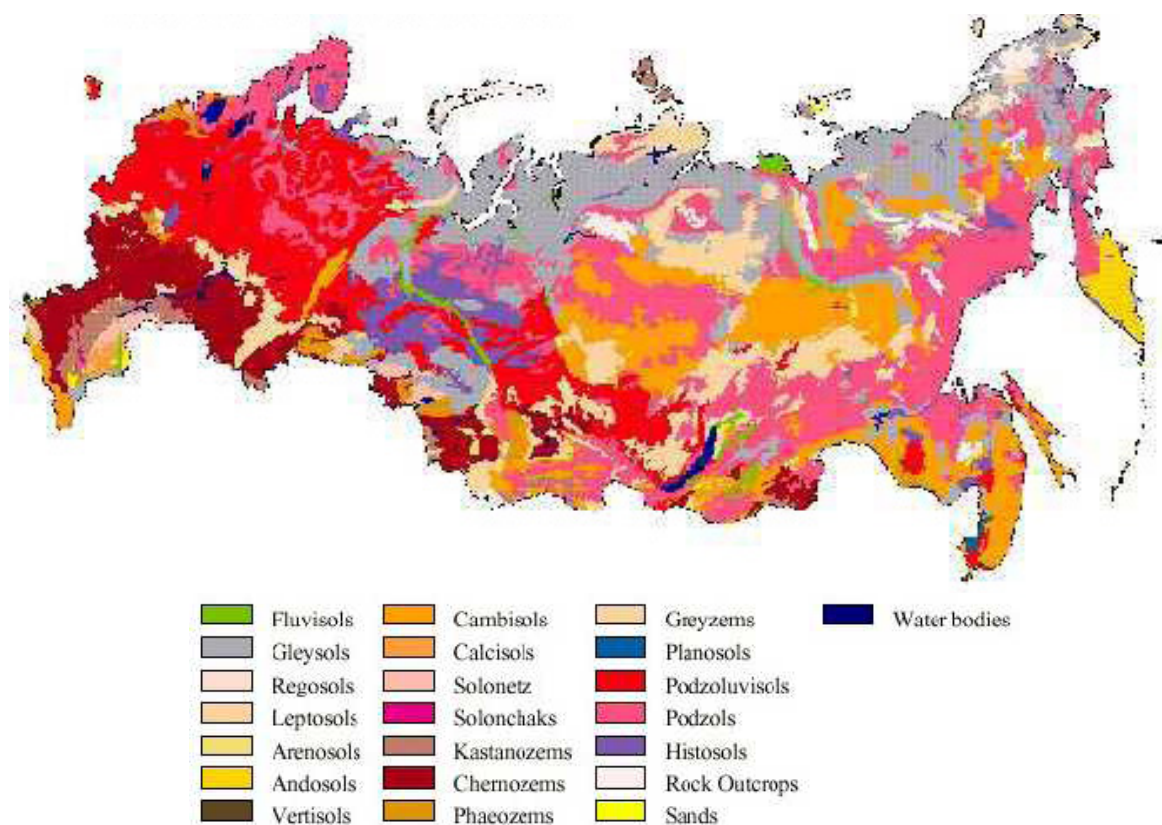 Fluvisols Cambisols Greyzems Water bodies
Gleysols Calcisols Planosols
Regosols Solonetz Podzoluvisols
Leptosols Solonchaks Podzols
Arenosols Kastanozems Histosols
Andosols Chernozems Rock Outcrops
Vertisols Phaeozems Sands